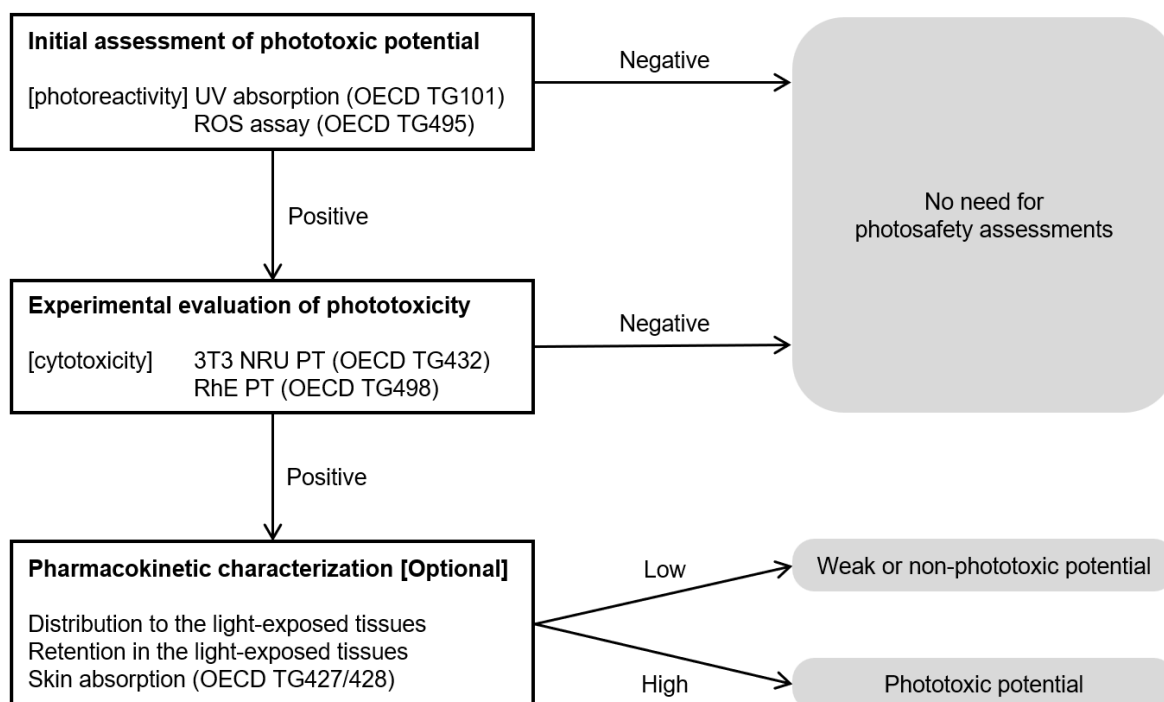 Initial assessment of phototoxic potential
[photoreactivity] UV absorption (OECD TG101)
ROS assay (OECD TG495)
Negative
No need for
photosafety assessments
Positive
Experimental evaluation of phototoxicity
[cytotoxicity] 3T3 NRU PT (OECD TG432)
RhE PT (OECD TG498)
Negative
Positive
Pharmacokinetic characterization [Optional]
Distribution to the light-exposed tissues
Retention in the light-exposed tissues
Skin absorption (OECD TG427/428)
Low
Weak or non-phototoxic potential
High
Phototoxic potential